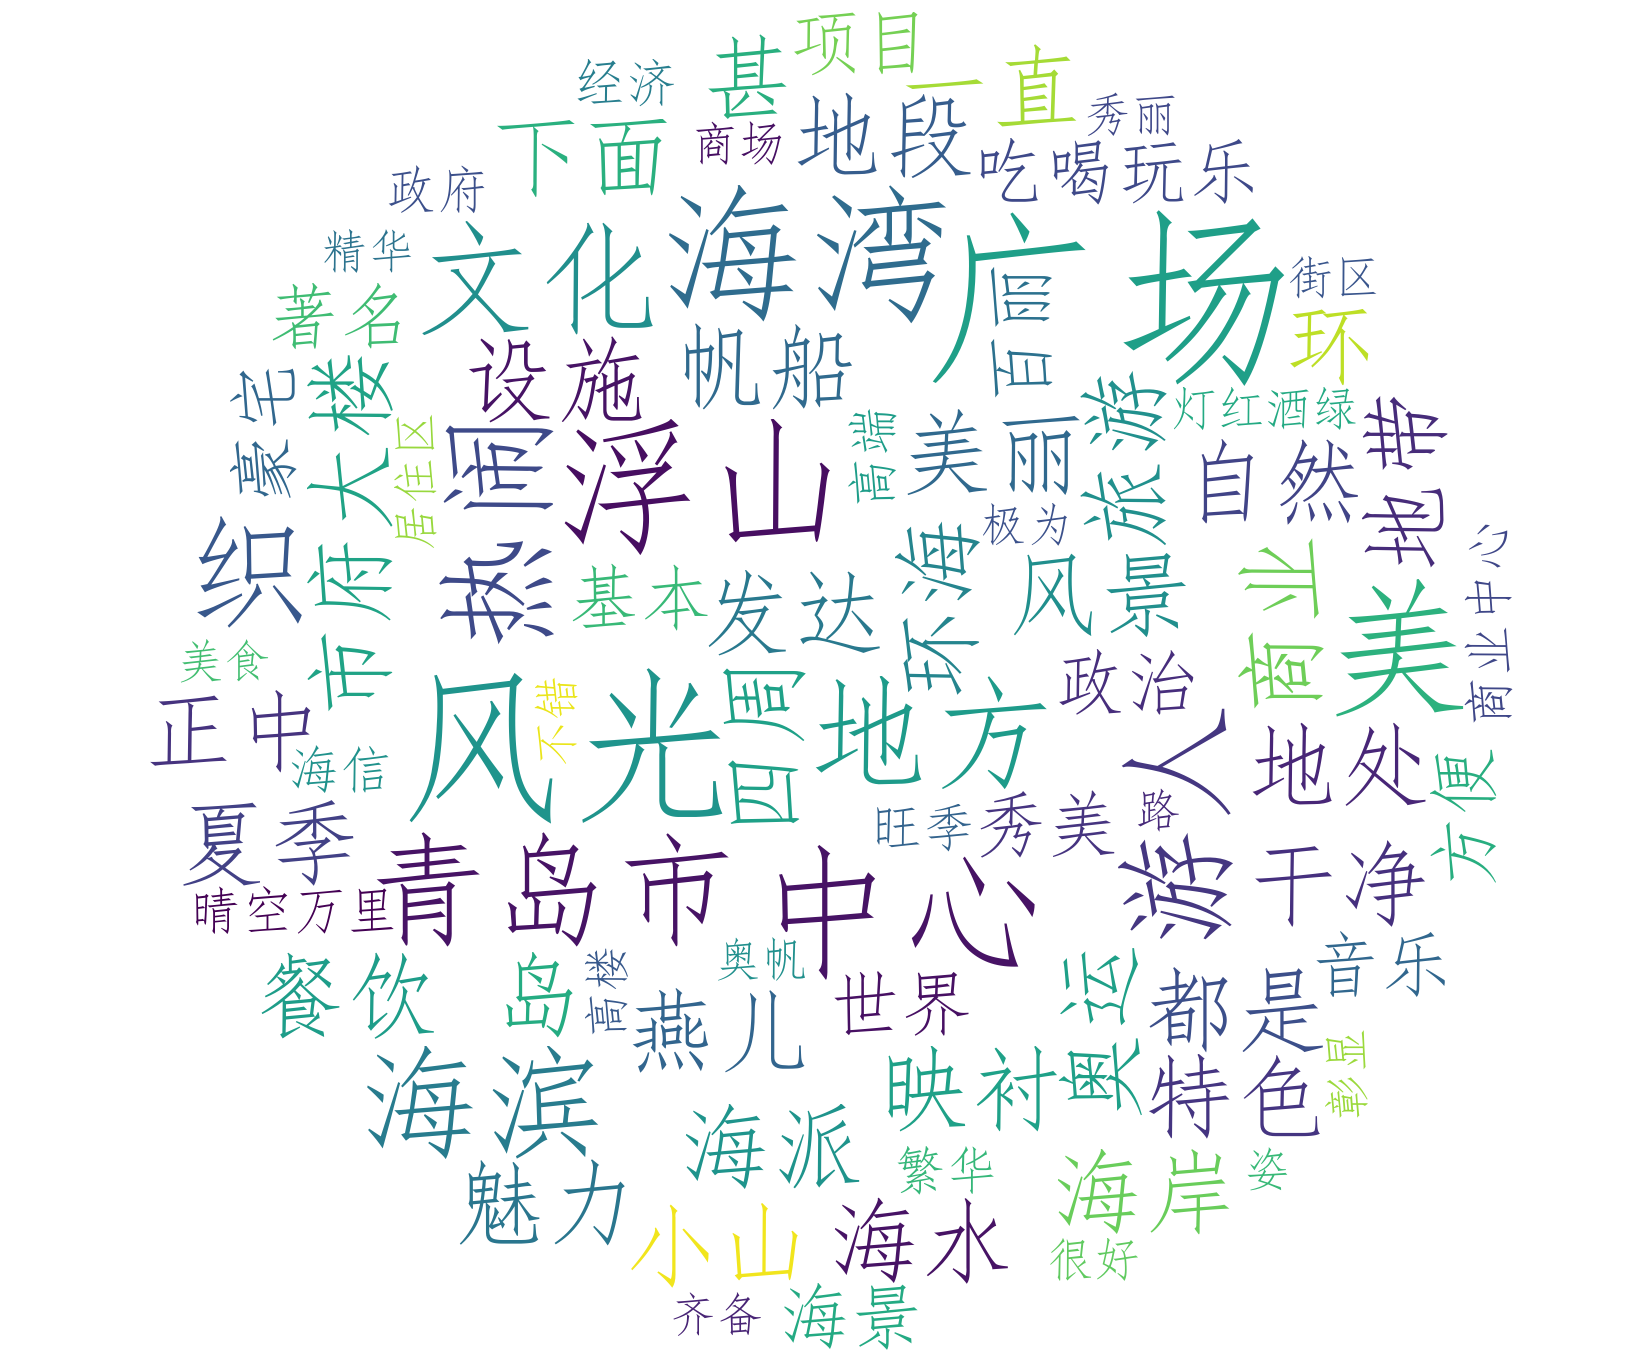 项目
经济
甚
一直
商场
地段
秀丽
下面
吃喝玩乐
政府
海湾
广场
文化
精华
街区
著名
百丽
环
设施
帆船
豪宅
市府大楼
居住区
热闹
浮山
高端
美丽
旅游
灯红酒绿
自然
地带
织
基本
发达
环海
极为
风景
商业
美
商业中心
美食
正中
海信
风光
不错
四周
地方
政治
游人
地处
方便
夏季
旺季
秀美
路
干净
晴空万里
青岛市
中心
餐饮
岛
高楼
奥帆
燕儿
世界
奥运
都是
音乐
海滨
映衬
特色
彰显
魅力
海派
繁华
海岸
姿
小山
海水
很好
齐备
海景